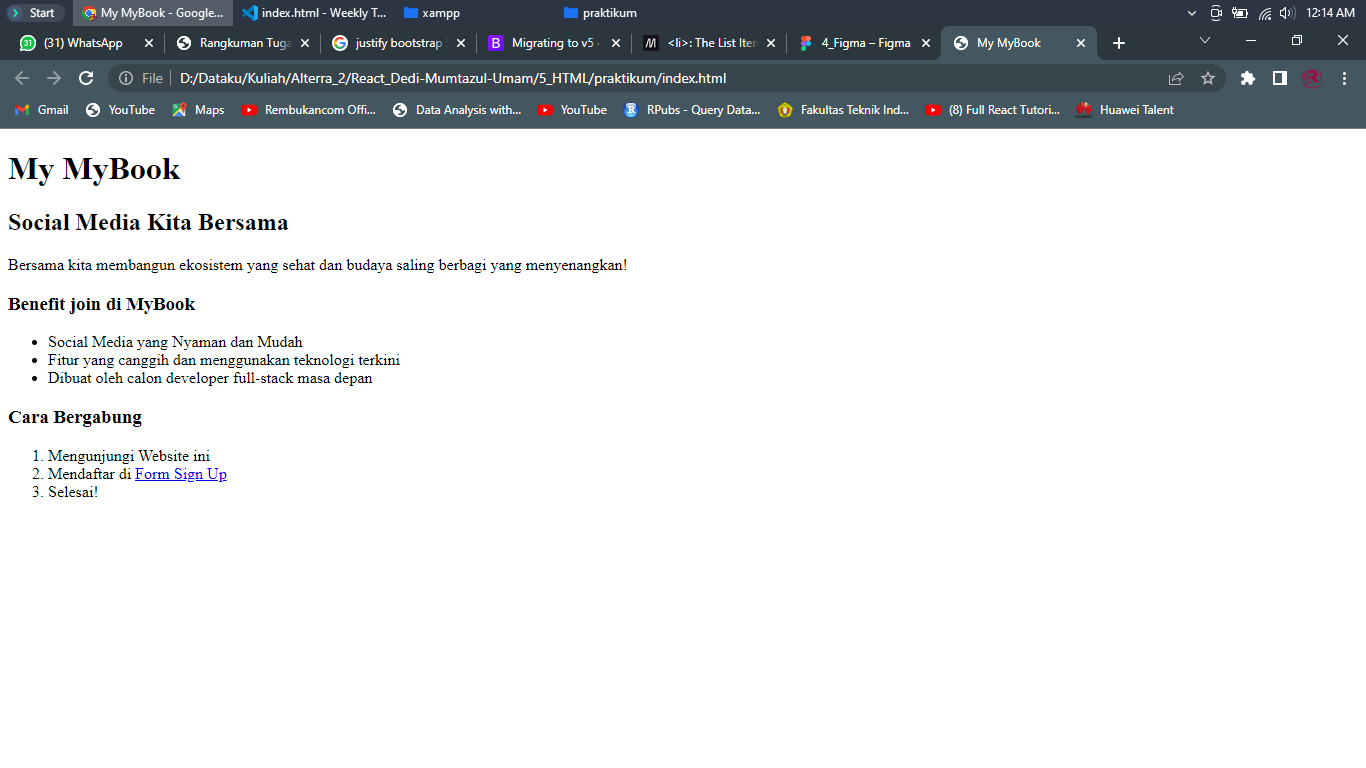 Start
My MyBook - Google...
index.html - Weekly T...
xampp
praktikum
12:14 AM
(31) WhatsApp
Rangkuman Tuga
justify bootstrap
Migrating to v5
<li>: The List Iten
4_Figma – Figma
My MyBook
File
D:/Dataku/Kuliah/Alterra_2/React_Dedi-Mumtazul-Umam/5_HTML/praktikum/index.html
Gmail
YouTube
Maps
Rembukancom Offi...
Data Analysis with...
YouTube
RPubs - Query Data...
Fakultas Teknik Ind...
(8) Full React Tutori...
Huawei Talent
My MyBook
Social Media Kita Bersama
Bersama kita membangun ekosistem yang sehat dan budaya saling berbagi yang menyenangkan!
Benefit join di MyBook
• Social Media yang Nyaman dan Mudah
• Fitur yang canggih dan menggunakan teknologi terkini
• Dibuat oleh calon developer full-stack masa depan
Cara Bergabung
1. Mengunjungi Website ini
2. Mendaftar di Form Sign Up
3. Selesai!